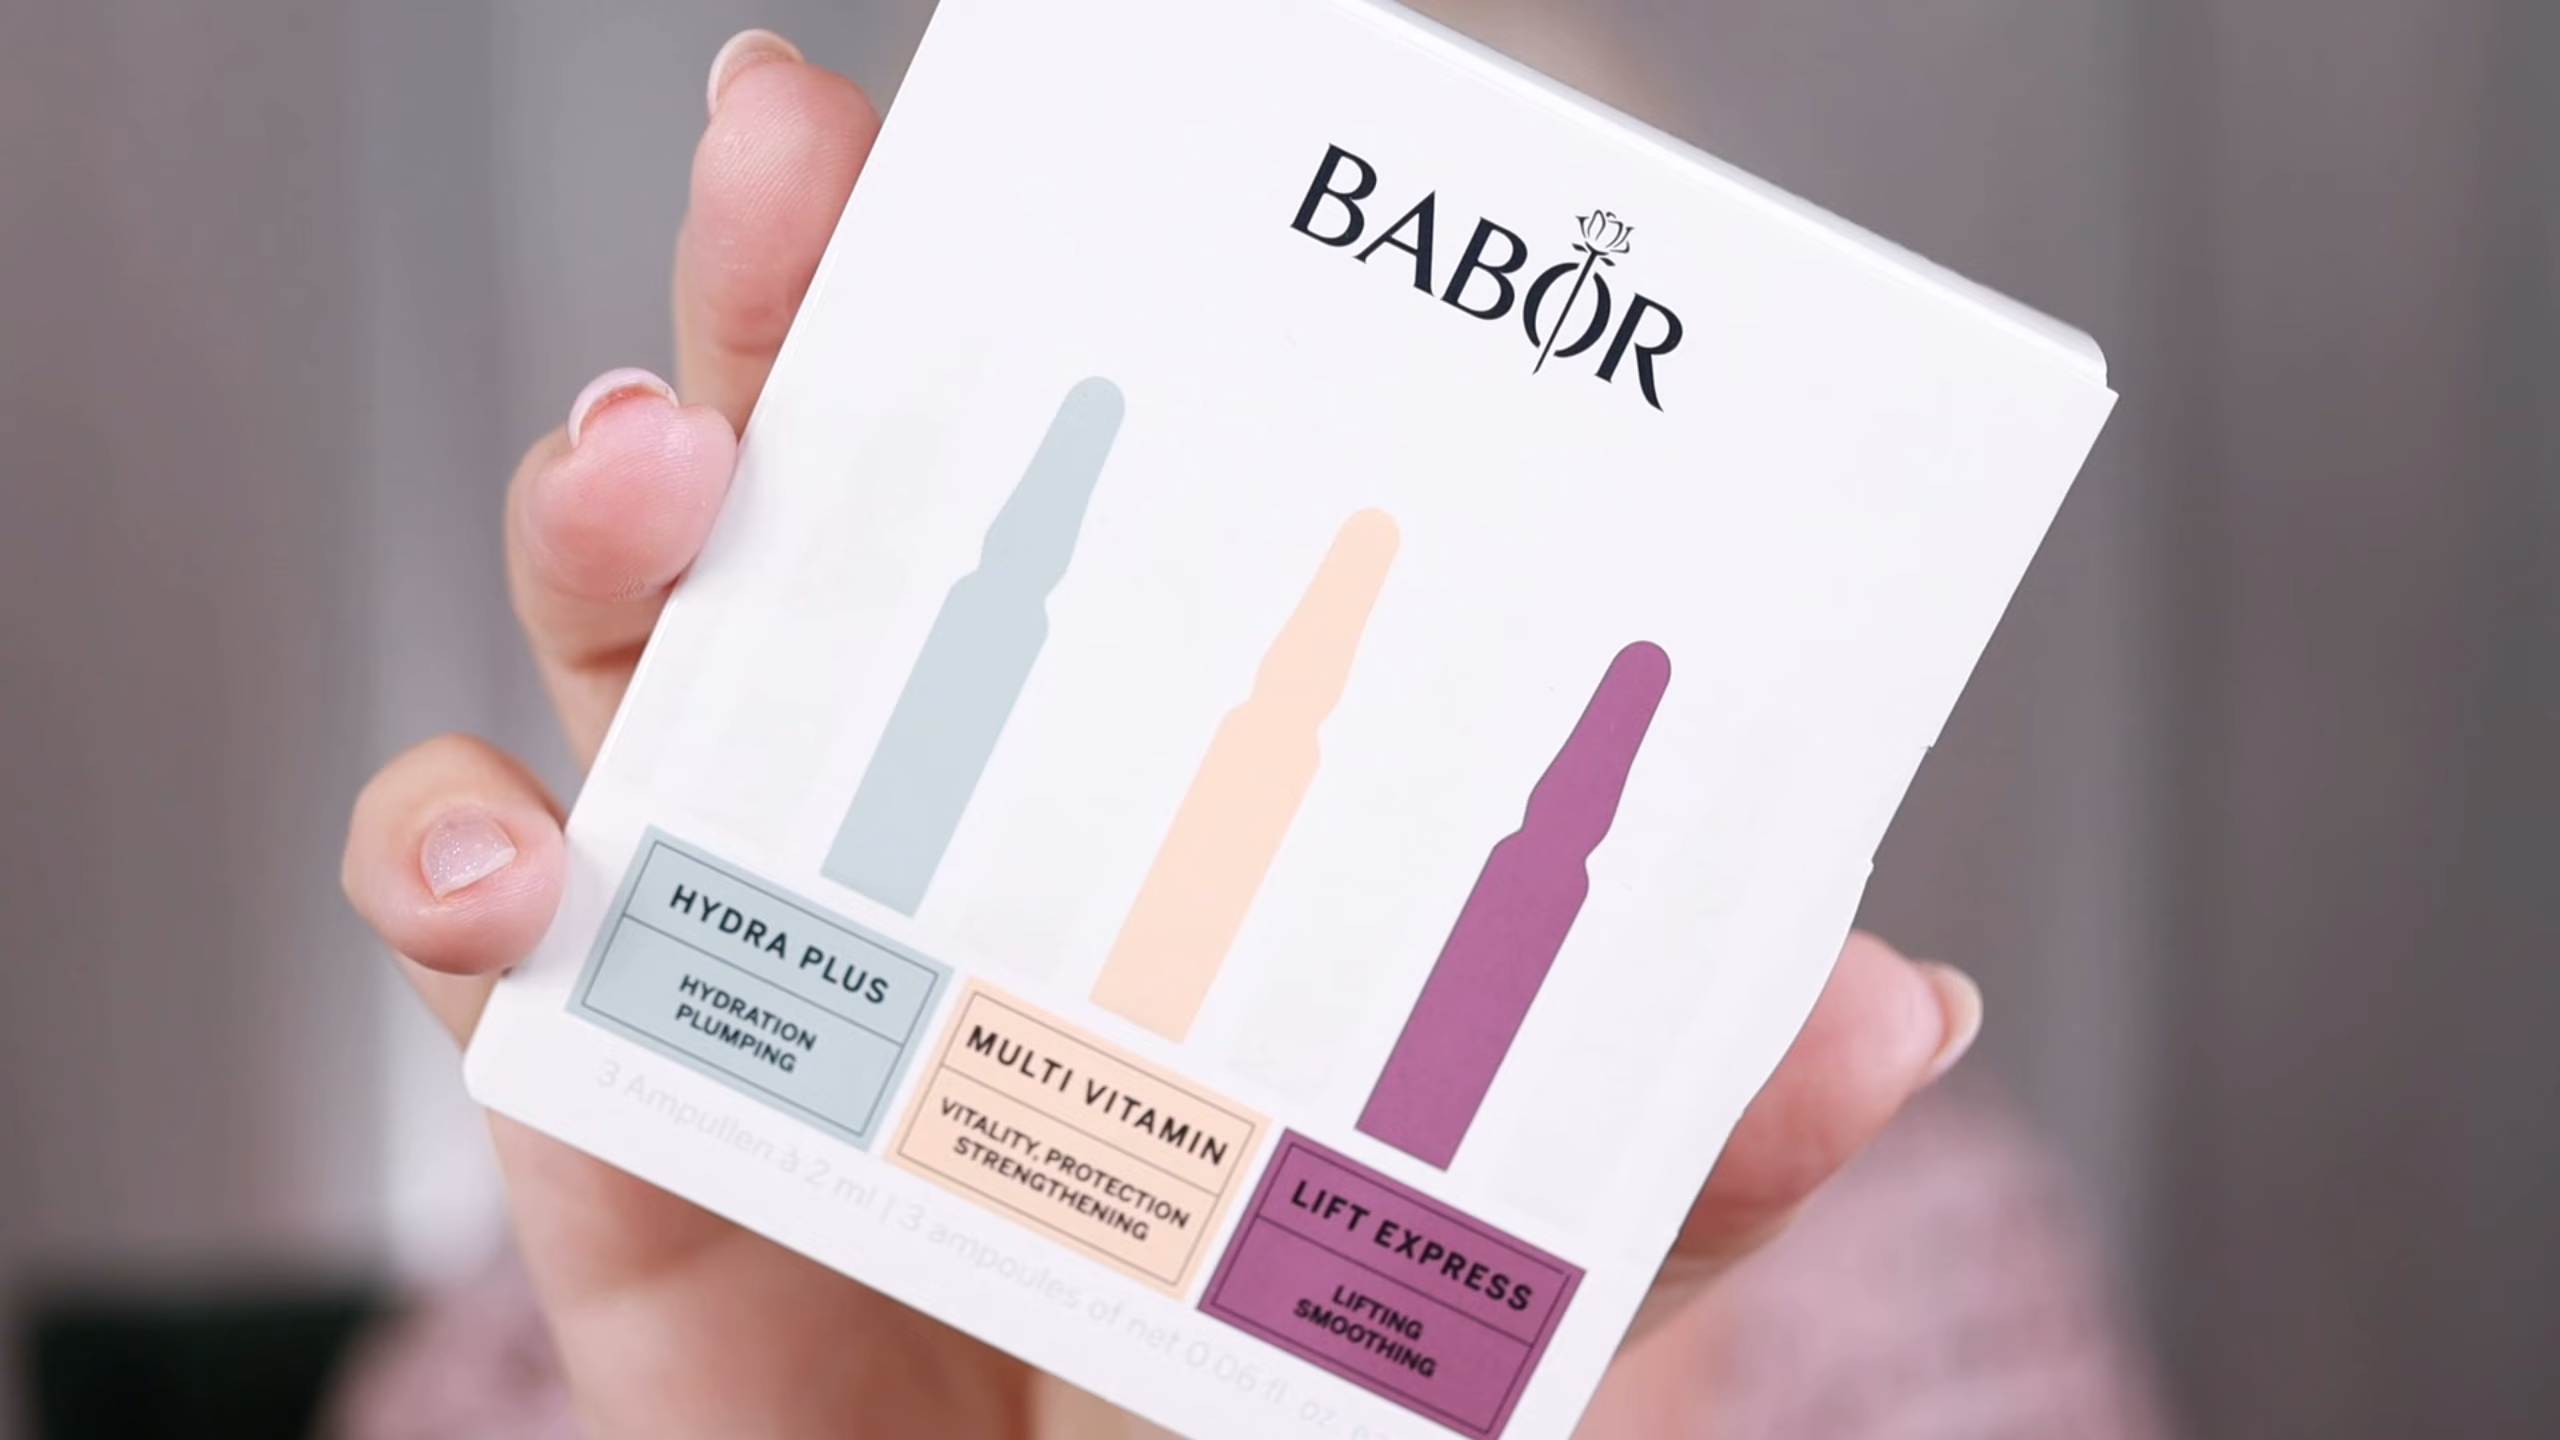 BABOR
HYDRA PLUS
HYDRATION
PLUMPING
MULTI VITAMIN
VITALITY, PROTECTION
STRENGTHENING
LIFT EXPRESS
LIFTING
SMOOTHING
3 Ampullen à 2 ml | 3 ampoules of net 0.06 fl. oz.